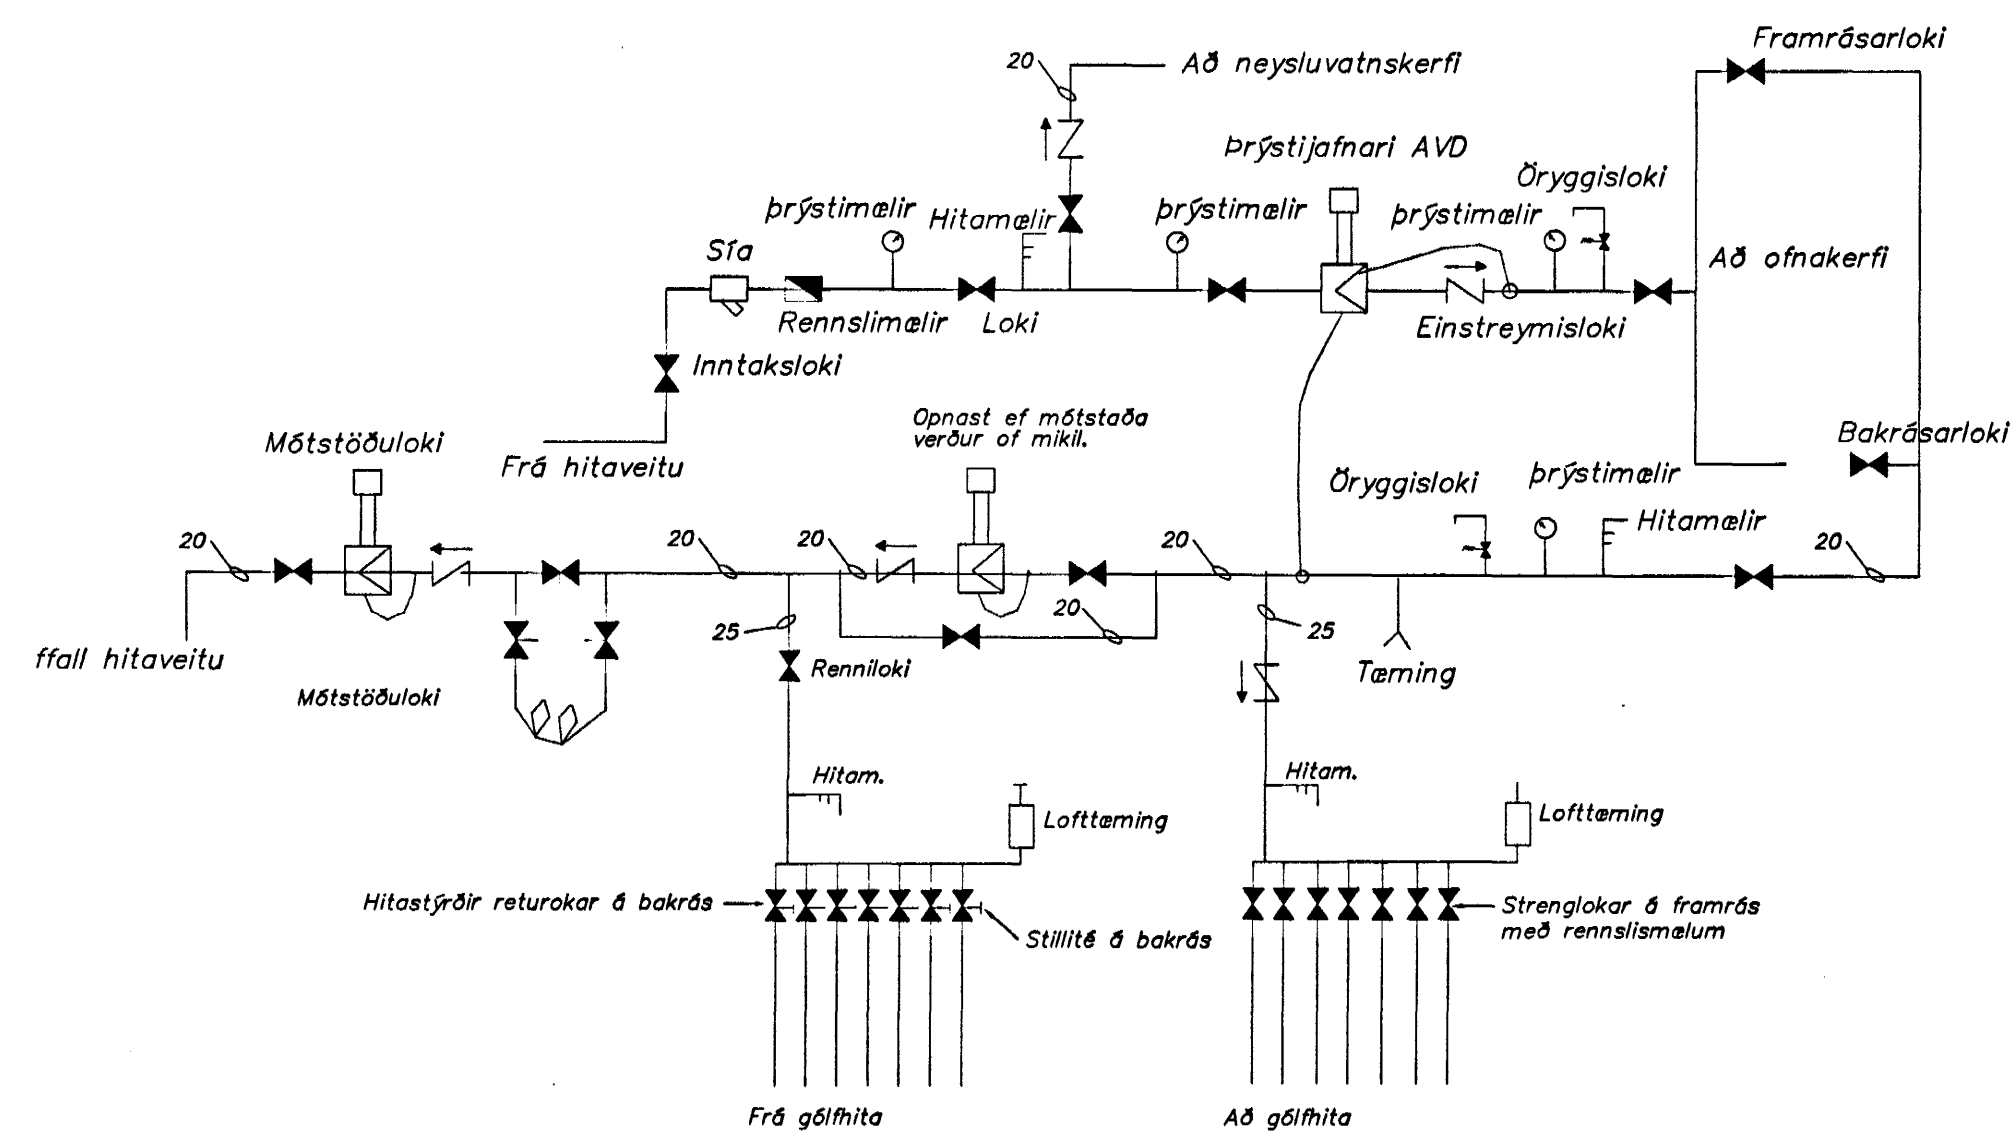 Framrásarloki
20
Að neysluvatnskerfi
Þrýstijafnari AVD
Öryggisloki
þrýstimælir
Hitamælir
þrýstimælir
þrýstimælir
Sía
Að ofnakerfi
Rennslimælir
Loki
Einstreymisloki
Inntaksloki
Opnast ef mótstaða
verður of mikil.
Mótstöðuloki
Frá hitaveitu
Bakrásarloki
Öryggisloki
þrýstimælir
Hitamælir
20
20
20
20
20
20
25
25
ffall hitaveitu
Renniloki
Tæming
Mótstöðuloki
Hitam.
Hitam.
Lofttæming
Lofttæming
Hitastýrðir returokar á bakrás
Stillité á bakrás
Strenglokar á framrás
með rennslismælum
Frá gólfhita
Að gólfhita